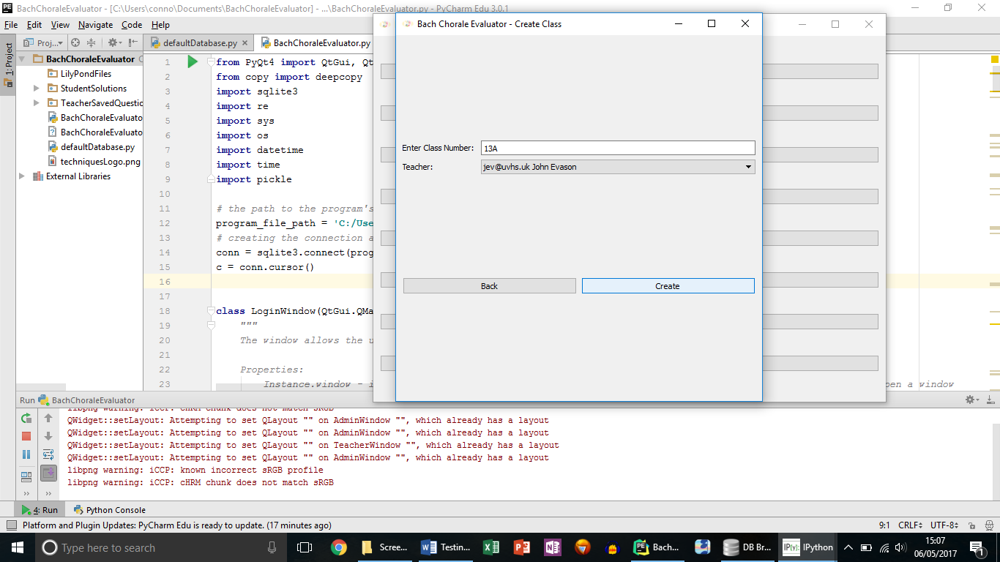 BachChoraleEvaluator - [C:\Users\conno\Documents\BachChoraleEvaluator] - ...\BachChoraleEvaluator.py - PyCharm Edu 3.0.1
File Edit View Navigate Code Help
Bach Chorale Evaluator - Create Class
1: Project
Proj...
defaultDatabase.py
BachChoraleEvaluator.py
BachChoraleEvaluator
LilyPondFiles
StudentSolutions
TeacherSavedQuestio
BachChoraleEvaluato
BachChoraleEvaluato
defaultDatabase.py
techniquesLogo.png
External Libraries
1 from PyQt4 import QtGui, Qt
2 from copy import deepcopy
3 import sqlite3
4 import re
5 import sys
6 import os
7 import datetime
8 import time
9 import pickle
10
11 # the path to the program's
12 program_file_path = 'C:/Use
13 # creating the connection a
14 conn = sqlite3.connect(prog
15 c = conn.cursor()
16
17
18 class LoginWindow(QtGui.QMa
19 """
20 The window allows the u
21
22 Properties:
23 Instance.window - i pen a window
Enter Class Number: 13A
Teacher: jev@uvhs.uk John Evason
Back Create
Run BachChoraleEvaluator
libpng warning: iCCP: cHRM chunk does not match sRGB
QWidget::setLayout: Attempting to set QLayout "" on AdminWindow "", which already has a layout
QWidget::setLayout: Attempting to set QLayout "" on AdminWindow "", which already has a layout
QWidget::setLayout: Attempting to set QLayout "" on TeacherWindow "", which already has a layout
QWidget::setLayout: Attempting to set QLayout "" on AdminWindow "", which already has a layout
libpng warning: iCCP: known incorrect sRGB profile
libpng warning: iCCP: cHRM chunk does not match sRGB
4: Run Python Console
Platform and Plugin Updates: PyCharm Edu is ready to update. (17 minutes ago) 9:1 CRLF UTF-8
Type here to search Scree... Testin... Bach... DB Br... IP[y]: IPython 15:07
06/05/2017 1